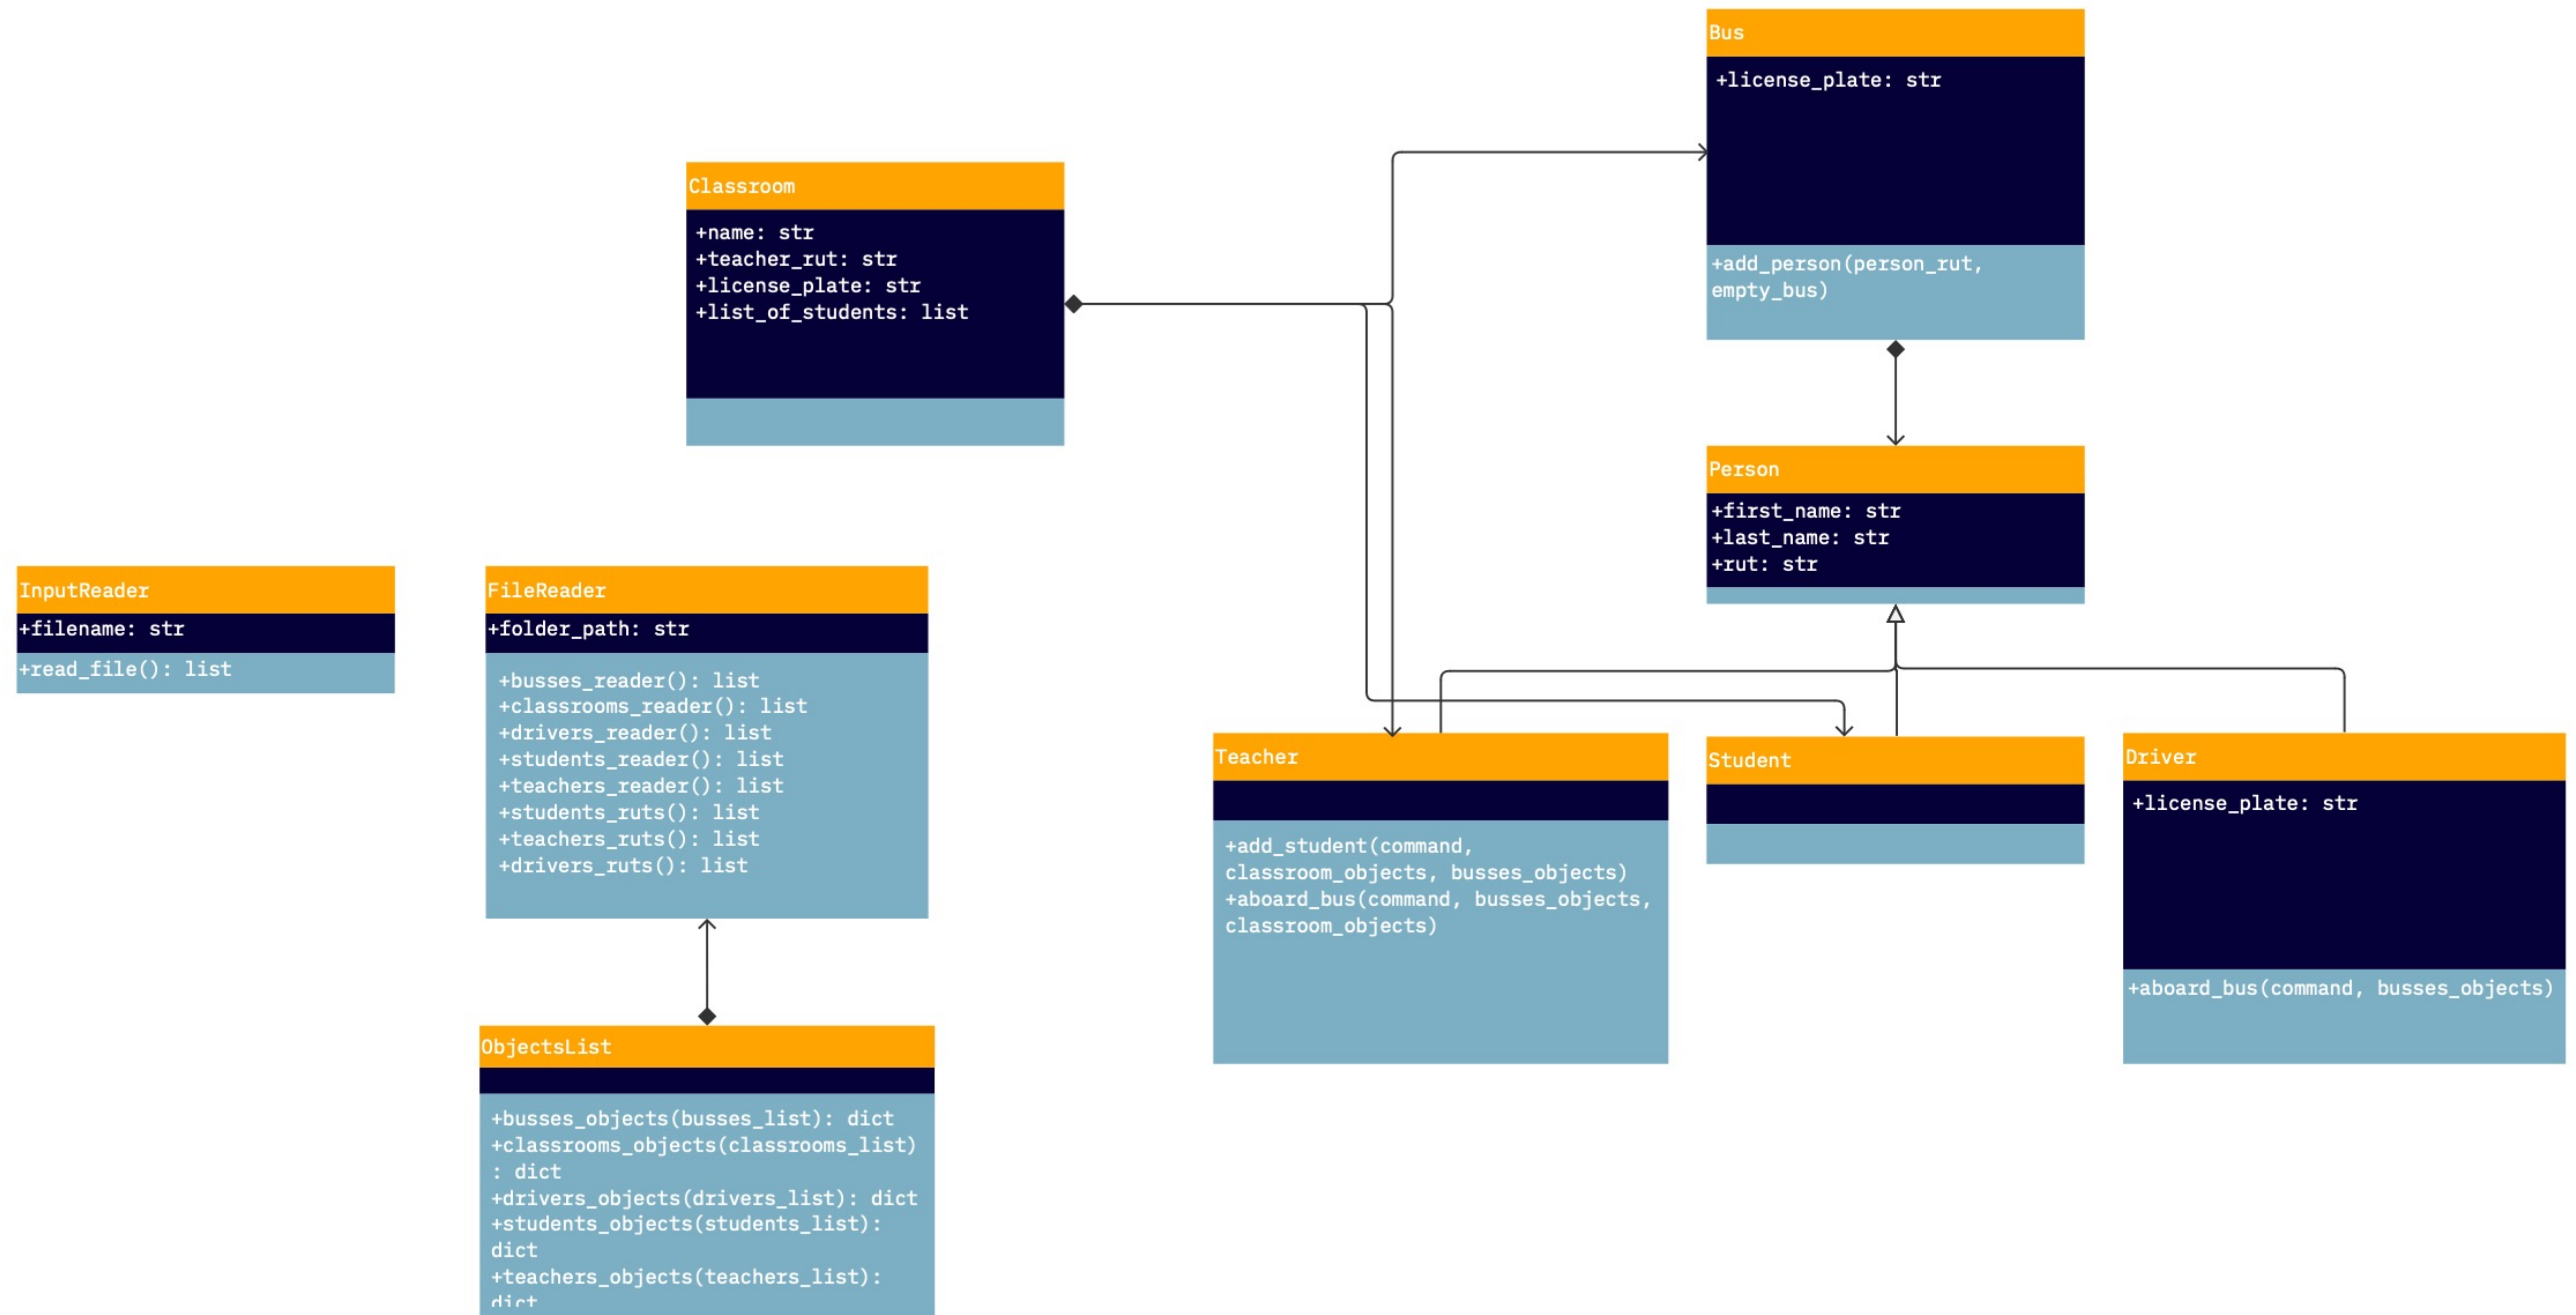 Bus
+license_plate: str
+add_person(person_rut,
empty_bus)
Classroom
+name: str
+teacher_rut: str
+license_plate: str
+list_of_students: list
Person
+first_name: str
+last_name: str
+rut: str
InputReader
+filename: str
+read_file(): list
FileReader
+folder_path: str
+busses_reader(): list
+classrooms_reader(): list
+drivers_reader(): list
+students_reader(): list
+teachers_reader(): list
+students_ruts(): list
+teachers_ruts(): list
+drivers_ruts(): list
Teacher
+add_student(command,
classroom_objects, busses_objects)
+aboard_bus(command, busses_objects,
classroom_objects)
Student
Driver
+license_plate: str
+aboard_bus(command, busses_objects)
ObjectsList
+busses_objects(busses_list): dict
+classrooms_objects(classrooms_list)
: dict
+drivers_objects(drivers_list): dict
+students_objects(students_list):
dict
+teachers_objects(teachers_list):
dict